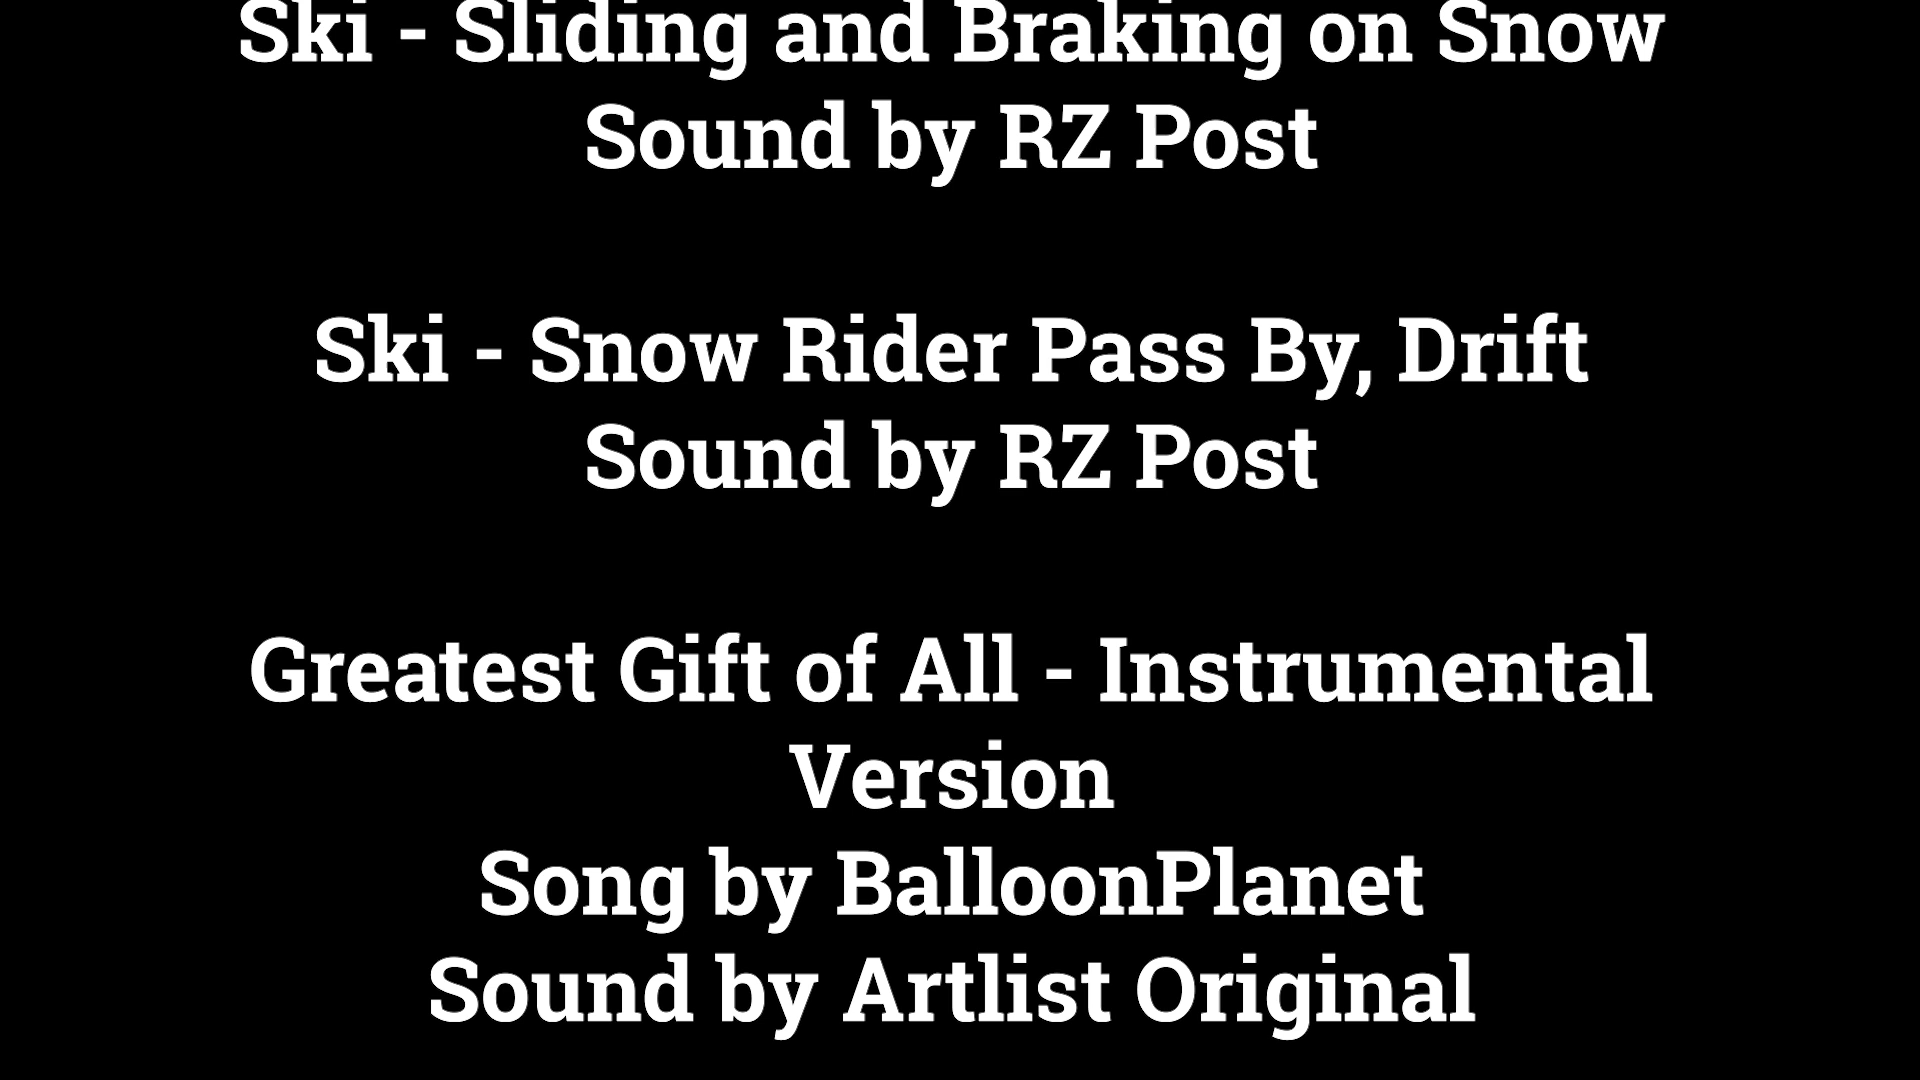 Ski - Sliding and Braking on Snow
Sound by RZ Post
Ski - Snow Rider Pass By, Drift
Sound by RZ Post
Greatest Gift of All - Instrumental
Version
Song by BalloonPlanet
Sound by Artlist Original